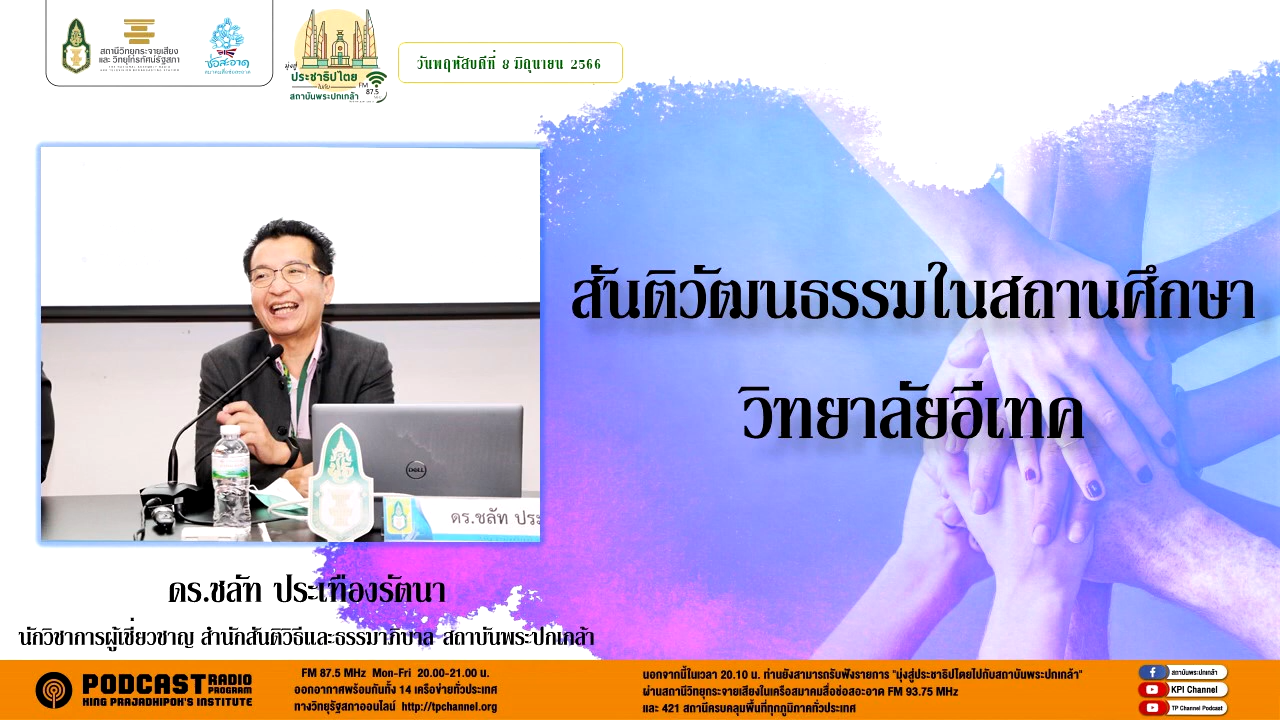 สถานีวิทยุกระจายเสียง
และ วิทยุโทรทัศน์รัฐสภา
ช่อสะอาด
มุ่งสู่
ประชาธิปไตย
ไปกับ
สถาบันพระปกเกล้า
FM
87.5
วันพฤหัสบดีที่ 8 มิถุนายน 2566
สันติวัฒนธรรมในสถานศึกษา
วิทยาลัยอีเทค
DELL
ดร.ชลัท ประ
ดร.ชลัท ประเทืองรัตนา
นักวิชาการผู้เชี่ยวชาญ สำนักสันติวิธีและธรรมาภิบาล สถาบันพระปกเกล้า
PODCAST RADIO PROGRAM
KING PRAJADHIPOK'S INSTITUTE
FM 87.5 MHz Mon-Fri 20.00-21.00 น.
ออกอากาศพร้อมกันทั้ง 14 เครือข่ายทั่วประเทศ
ทางวิทยุรัฐสภาออนไลน์ http://tpchannel.org
นอกจากนี้ในเวลา 20.10 น. ท่านยังสามารถรับฟังรายการ "มุ่งสู่ประชาธิปไตยไปกับสถาบันพระปกเกล้า"
ผ่านสถานีวิทยุกระจายเสียงในเครือสมาคมสื่อช่อสะอาด FM 93.75 MHz
และ 421 สถานีครบคลุมพื้นที่ทุกภูมิภาคทั่วประเทศ
สถาบันพระปกเกล้า
KPI Channel
TP Channel Podcast